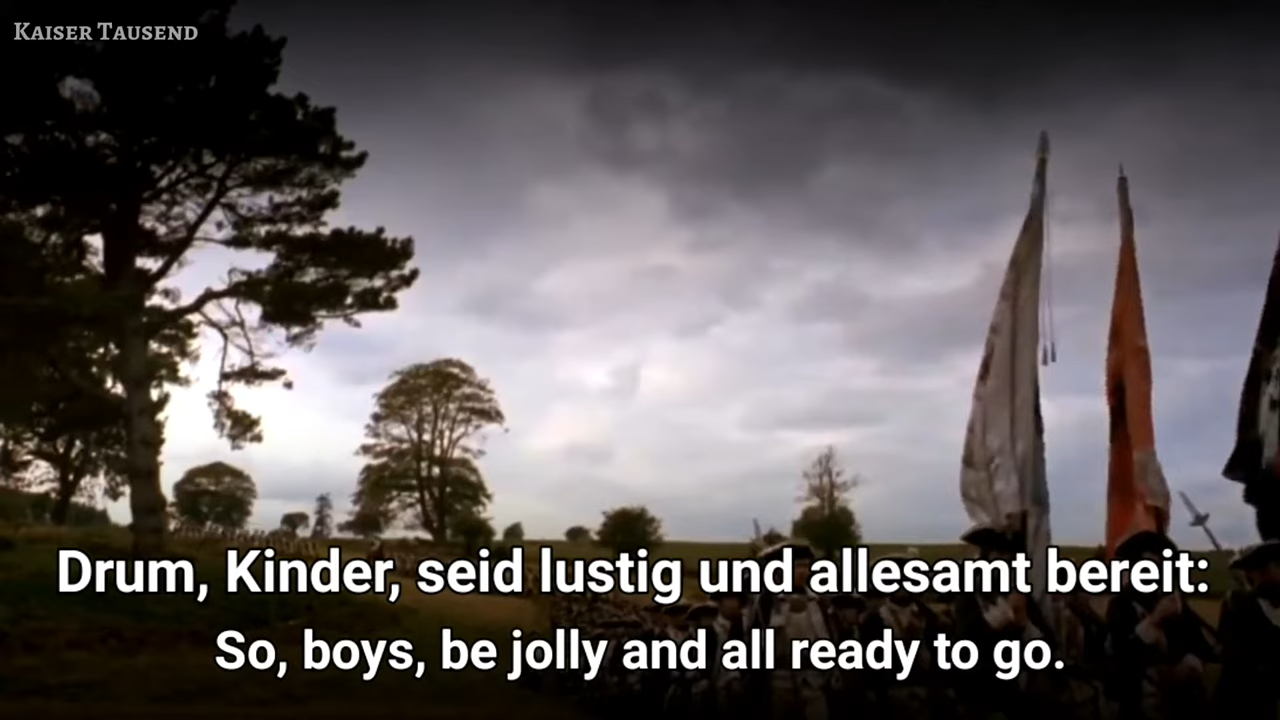 KAISER TAUSEND
Drum, Kinder, seid lustig und allesamt bereit:
So, boys, be jolly and all ready to go.